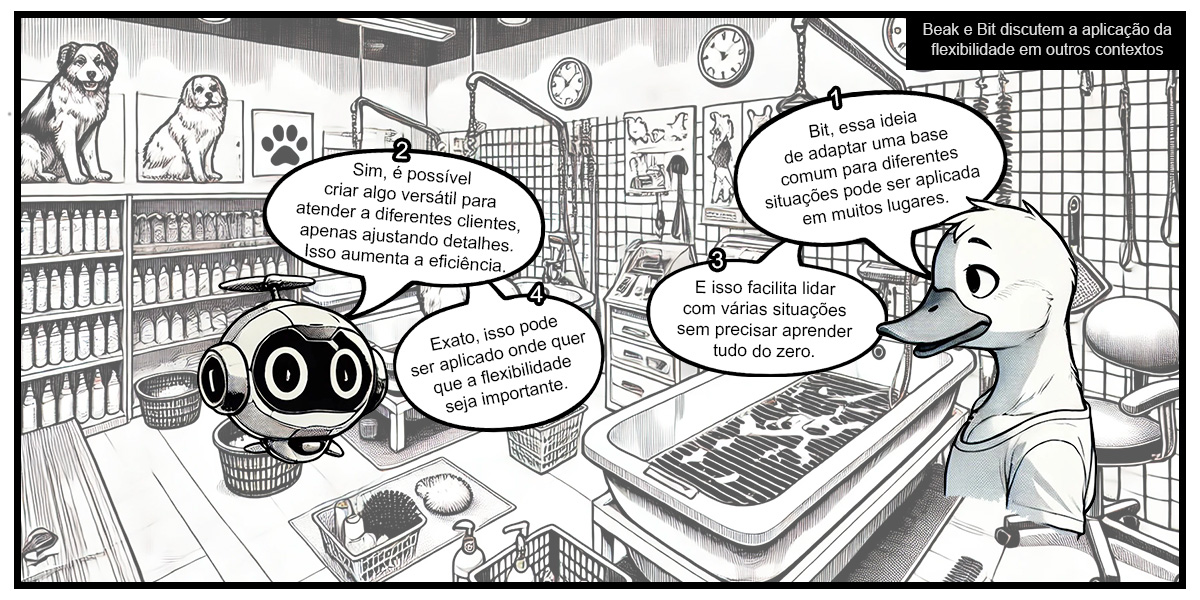 Beak e Bit discutem a aplicação da
flexibilidade em outros contextos
1
Bit, essa ideia
de adaptar uma base
comum para diferentes
situações pode ser aplicada
em muitos lugares.
2
Sim, é possível
criar algo versátil para
atender a diferentes clientes,
apenas ajustando detalhes.
Isso aumenta a eficiência.
3
E isso facilita lidar
com várias situações
sem precisar aprender
tudo do zero.
4
Exato, isso pode
ser aplicado onde quer
que a flexibilidade
seja importante.